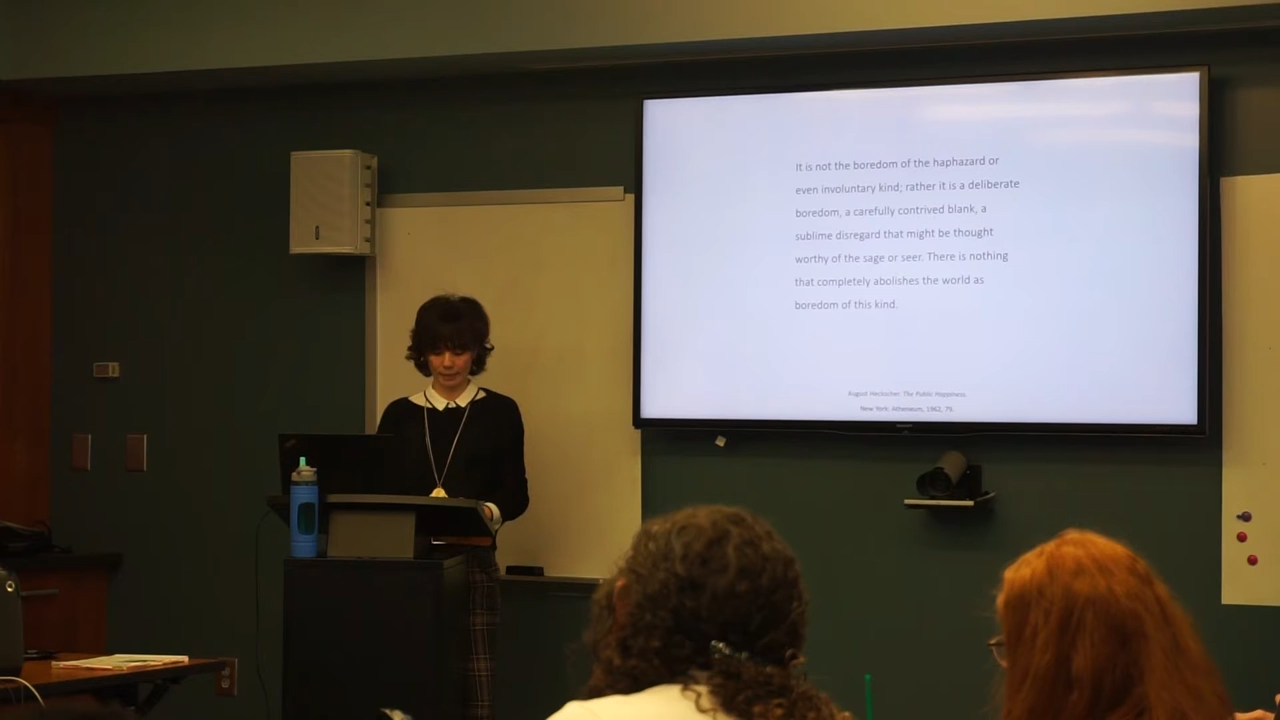 It is not the boredom of the haphazard or
even involuntary kind; rather it is a deliberate
boredom, a carefully contrived blank, a
sublime disregard that might be thought
worthy of the sage or seer. There is nothing
that completely abolishes the world as
boredom of this kind.
August Heckscher. The Public Happiness.
New York: Atheneum, 1962, 79.